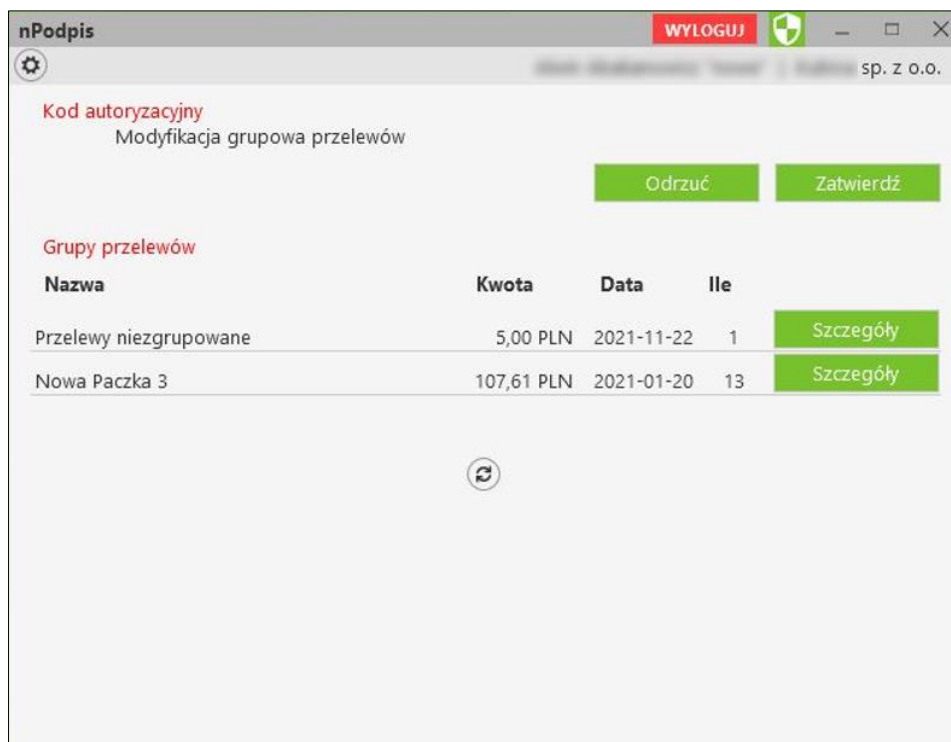 nPodpis WYLOGUJ
sp. z o.o.
Kod autoryzacyjny
Modyfikacja grupowa przelewów
Odrzuć Zatwierdź
Grupy przelewów
Nazwa Kwota Data Ile
Przelewy niezgrupowane 5,00 PLN 2021-11-22 1 Szczegóły
Nowa Paczka 3 107,61 PLN 2021-01-20 13 Szczegóły